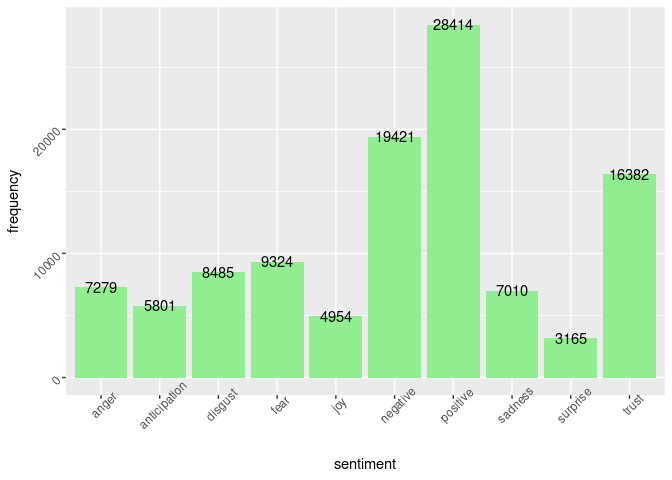 28414
20000
19421
16382
10000
9324
8485
7279
7010
5801
4954
3165
0
frequency
anger
anticipation
disgust
fear
joy
negative
positive
sadness
surprise
trust
sentiment